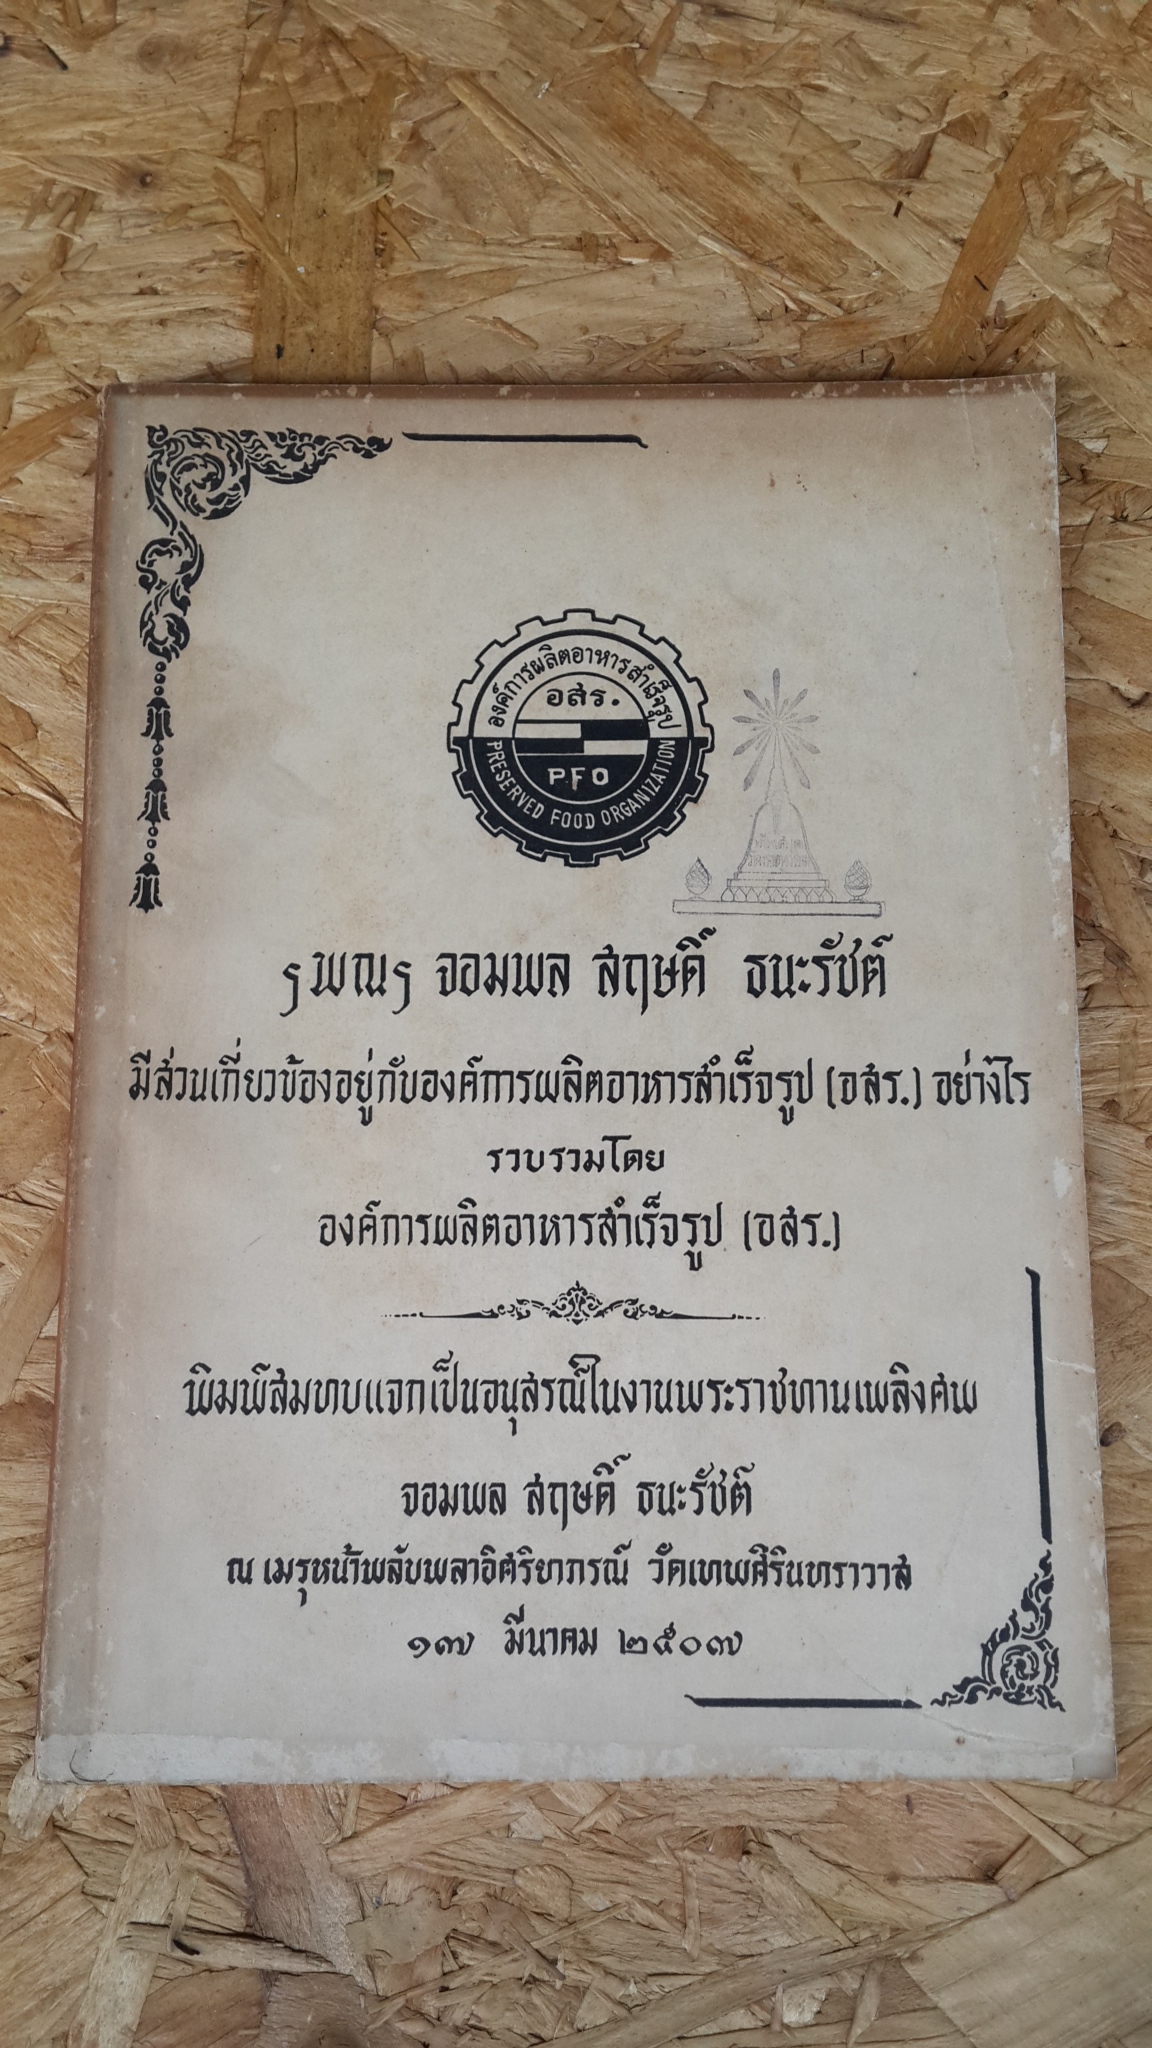 องค์การผลิตอาหารสำเร็จรูป
อสร.
PFO
PRESERVED FOOD ORGANIZATION
ฯพณฯ จอมพล สฤษดิ์ ธนะรัชต์
มีส่วนเกี่ยวข้องอยู่กับองค์การผลิตอาหารสำเร็จรูป (อสร.) อย่างไร
รวบรวมโดย
องค์การผลิตอาหารสำเร็จรูป (อสร.)
พิมพ์สมทบแจกเป็นอนุสรณ์ในงานพระราชทานเพลิงศพ
จอมพล สฤษดิ์ ธนะรัชต์
ณ เมรุหน้าพลับพลาอิศริยาภรณ์ วัดเทพศิรินทราวาส
๑๗ มีนาคม ๒๕๐๗